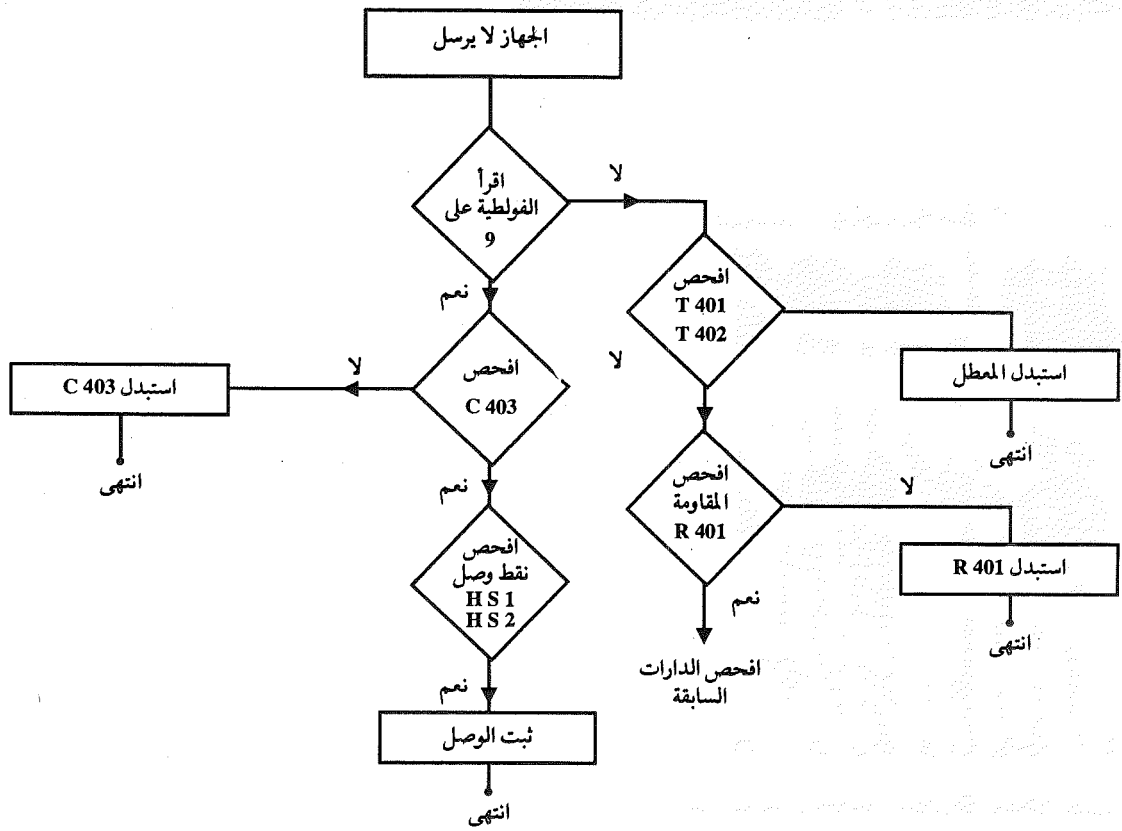 الجهاز لا يرسل
اقرأ
الفولطية على
9
لا
نعم
افحص
T 401
T 402
لا
استبدل المعطل
انتهى
افحص
C 403
لا
استبدل C 403
انتهى
نعم
افحص
المقاومة
R 401
لا
استبدل R 401
انتهى
نعم
افحص الدارات
السابقة
افحص
نقط وصل
H S 1
H S 2
نعم
ثبت الوصل
انتهى